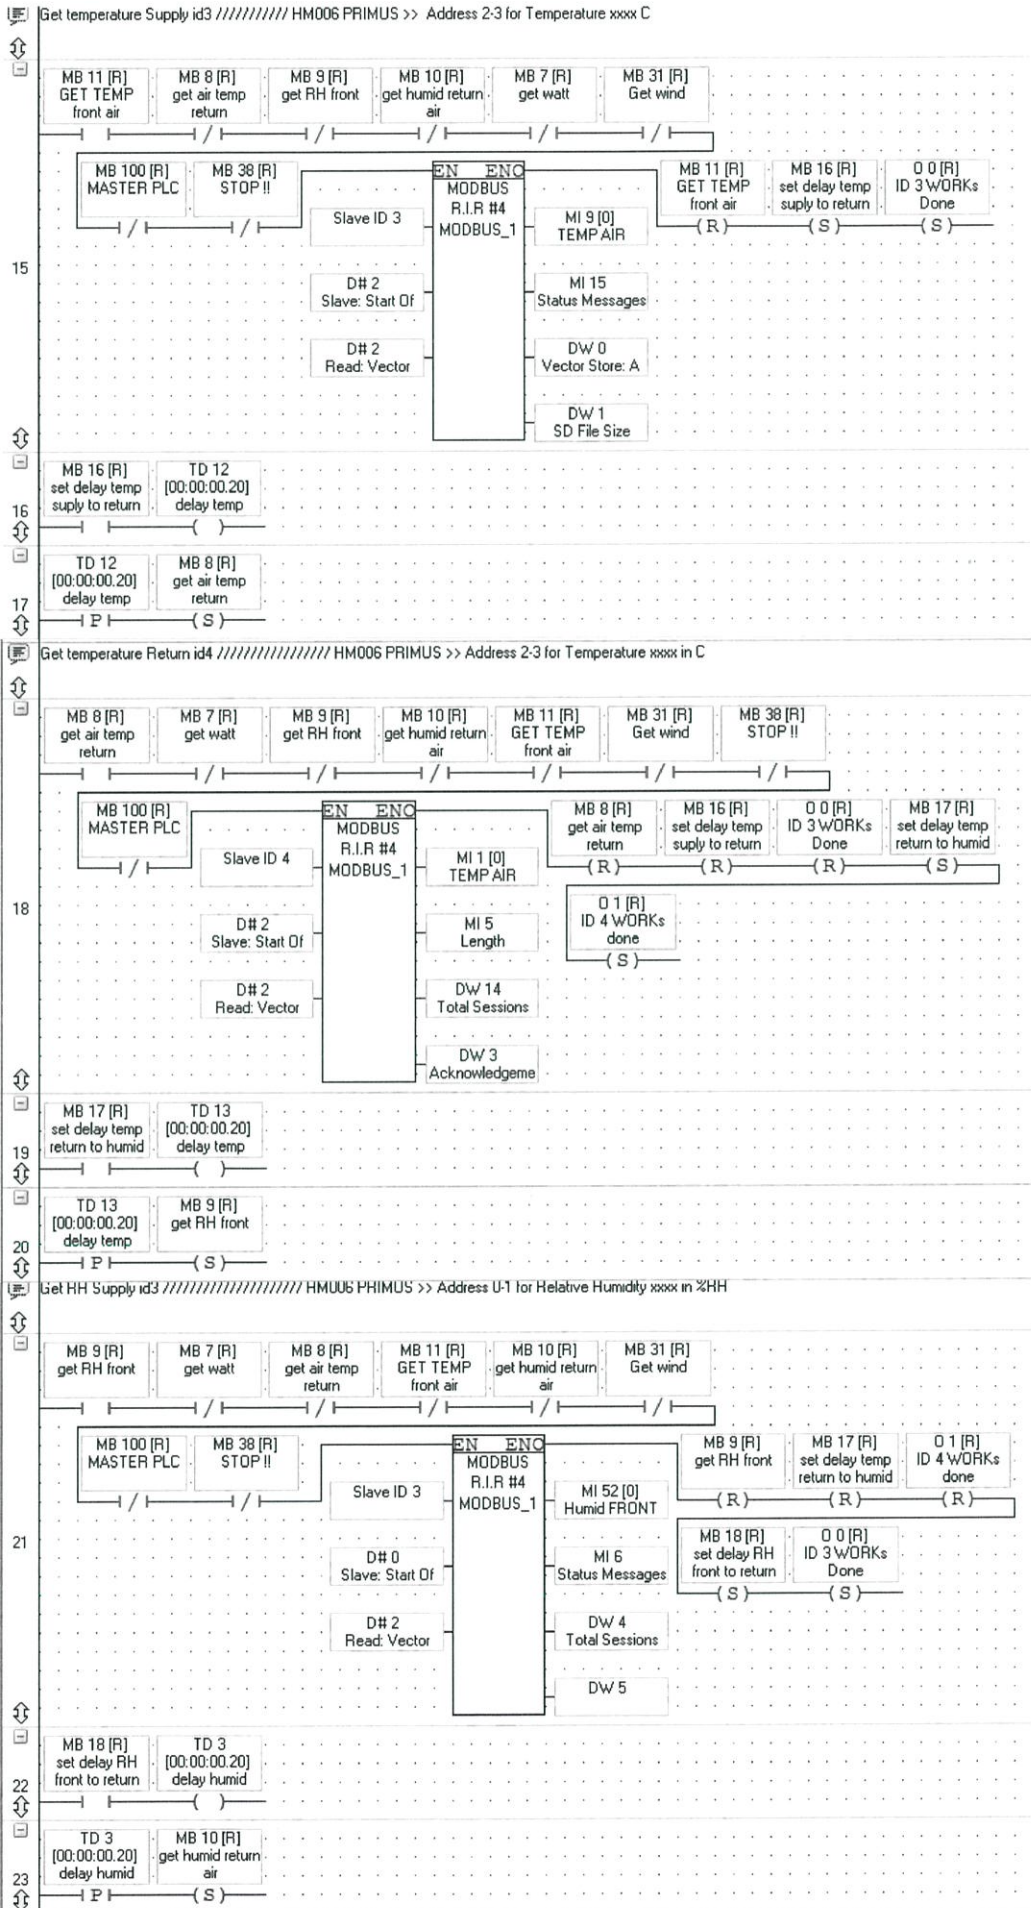 Get temperature Supply id3 /////////// HM006 PRIMUS >> Address 2-3 for Temperature xxxx C
MB 11 [R] MB 8 [R] MB 9 [R] MB 10 [R] MB 7 [R] MB 31 [R]
GET TEMP get air temp get RH front get humid return get watt Get wind
front air return air
MB 100 [R] MB 38 [R] EN ENO MB 11 [R] MB 16 [R] O 0 [R]
MASTER PLC STOP !! MODBUS GET TEMP set delay temp ID 3 WORKs
R.I.R #4 front air suply to return Done
Slave ID 3 MODBUS_1 MI 9 [0] (R) (S) (S)
TEMP AIR
15
D# 2 MI 15
Slave: Start Of Status Messages
D# 2 DW 0
Read: Vector Vector Store: A
DW 1
SD File Size
MB 16 [R] TD 12
set delay temp [00:00:00.20]
suply to return delay temp
16
( )
TD 12 MB 8 [R]
[00:00:00.20] get air temp
delay temp return
17
P (S)
Get temperature Return id4 ///////////////// HM006 PRIMUS >> Address 2-3 for Temperature xxxx in C
MB 8 [R] MB 7 [R] MB 9 [R] MB 10 [R] MB 11 [R] MB 31 [R] MB 38 [R]
get air temp get watt get RH front get humid return GET TEMP Get wind STOP !!
return air front air
MB 100 [R] EN ENO MB 8 [R] MB 16 [R] O 0 [R] MB 17 [R]
MASTER PLC MODBUS get air temp set delay temp ID 3 WORKs set delay temp
R.I.R #4 return suply to return Done return to humid
Slave ID 4 MODBUS_1 MI 1 [0] (R) (R) (R) (S)
TEMP AIR
18
O 1 [R]
ID 4 WORKs
done
(S)
D# 2 MI 5
Slave: Start Of Length
D# 2 DW 14
Read: Vector Total Sessions
DW 3
Acknowledgeme
MB 17 [R] TD 13
set delay temp [00:00:00.20]
return to humid delay temp
19
( )
TD 13 MB 9 [R]
[00:00:00.20] get RH front
delay temp
20
P (S)
Get RH Supply id3 //////////////////// HM006 PRIMUS >> Address 0-1 for Relative Humidity xxxx in %RH
MB 9 [R] MB 7 [R] MB 8 [R] MB 11 [R] MB 10 [R] MB 31 [R]
get RH front get watt get air temp GET TEMP get humid return Get wind
return front air air
MB 100 [R] MB 38 [R] EN ENO MB 9 [R] MB 17 [R] O 1 [R]
MASTER PLC STOP !! MODBUS get RH front set delay temp ID 4 WORKs
R.I.R #4 return to humid done
Slave ID 3 MODBUS_1 MI 52 [0] (R) (R) (R)
Humid FRONT
21
MB 18 [R] O 0 [R]
set delay RH ID 3 WORKs
front to return Done
(S) (S)
D# 0 MI 6
Slave: Start Of Status Messages
D# 2 DW 4
Read: Vector Total Sessions
DW 5
MB 18 [R] TD 3
set delay RH [00:00:00.20]
front to return delay humid
22
( )
TD 3 MB 10 [R]
[00:00:00.20] get humid return
delay humid air
23
P (S)